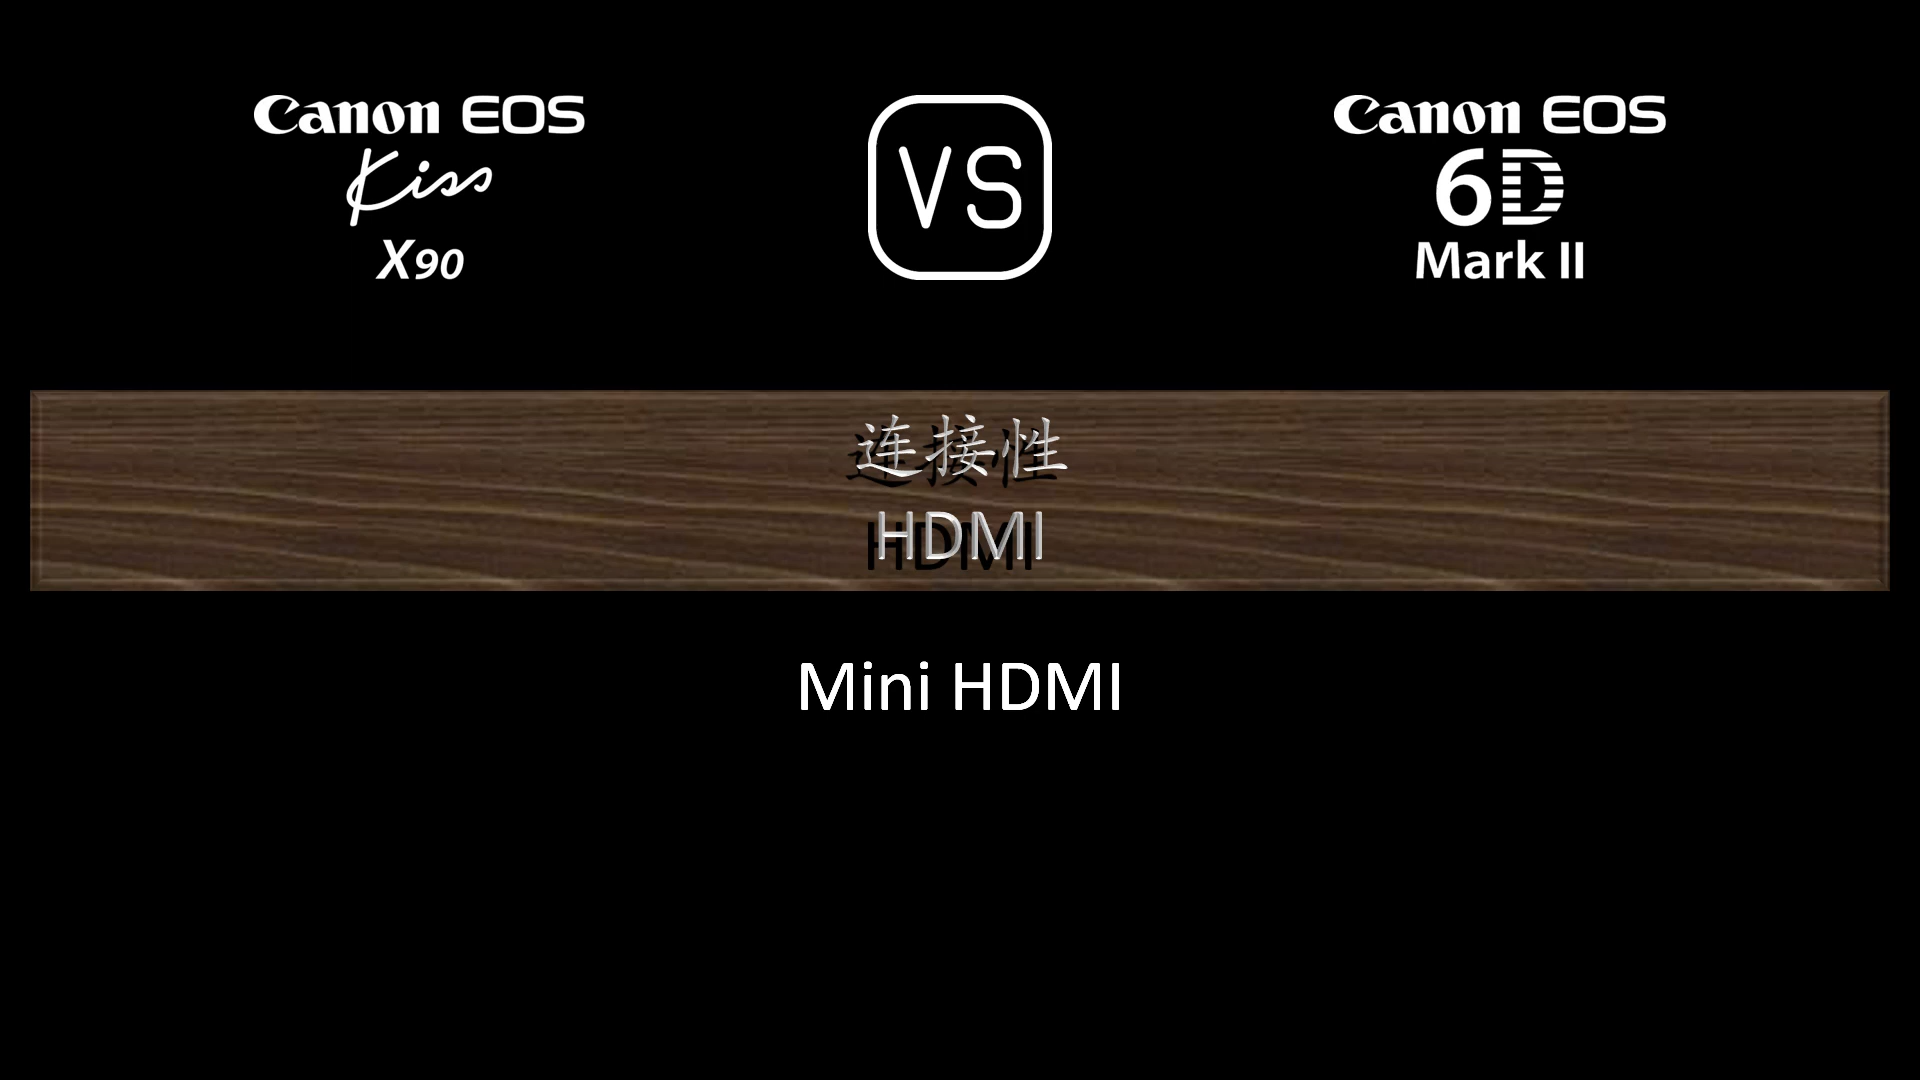 Canon EOS
Kiss
X90
VS
Canon EOS
6D
Mark II
连接性
HDMI
Mini HDMI